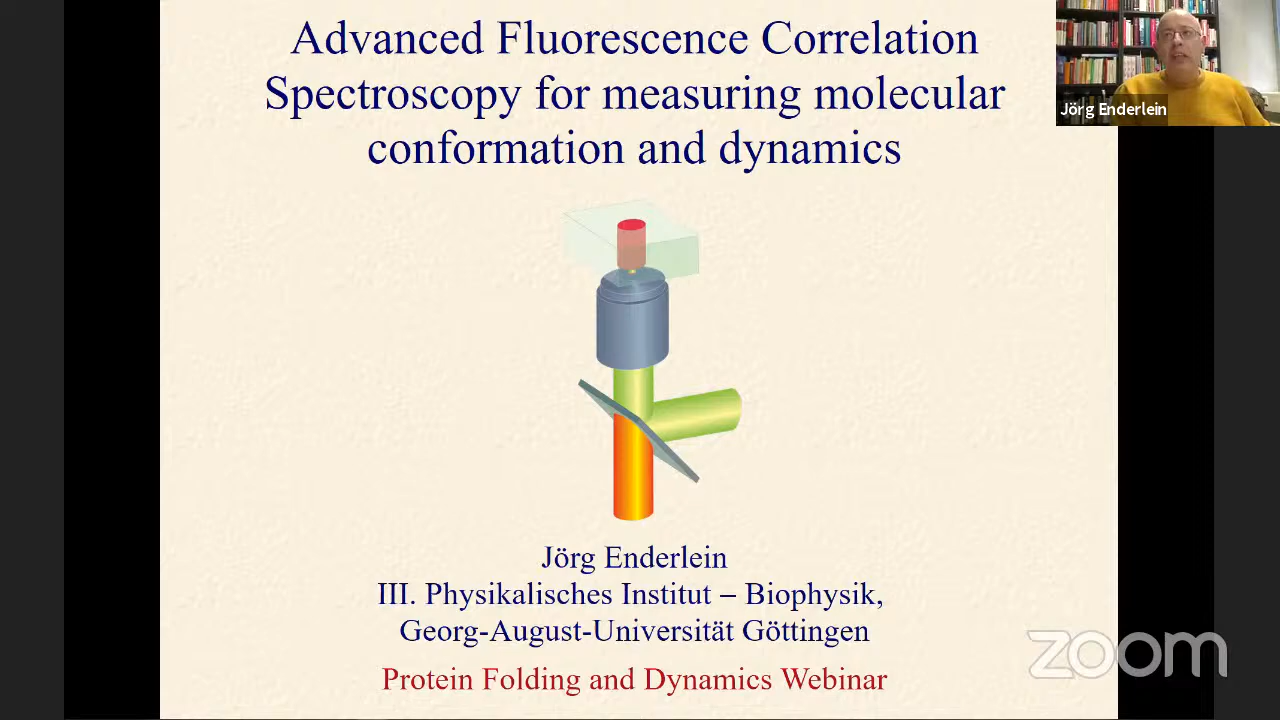 Advanced Fluorescence Correlation
Spectroscopy for measuring molecular
conformation and dynamics
Jörg Enderlein
Jörg Enderlein
III. Physikalisches Institut – Biophysik,
Georg-August-Universität Göttingen
Protein Folding and Dynamics Webinar
zoom